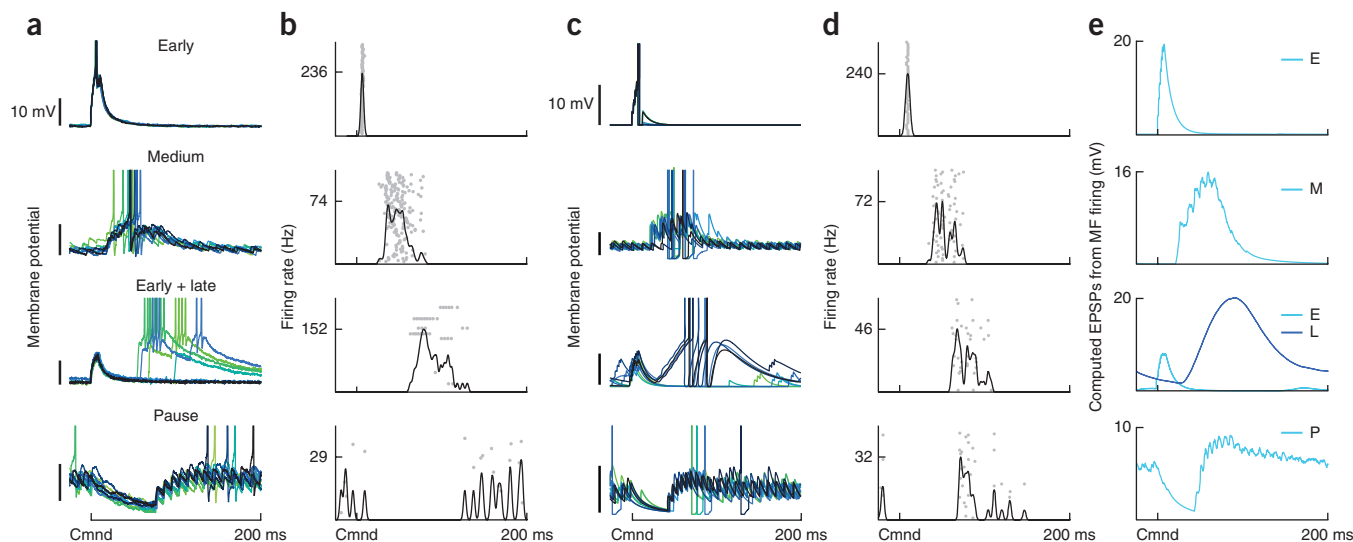 a
b
c
d
e
Early
10 mV
Medium
Early + late
Pause
Membrane potential
Cmnd
200 ms
236
74
152
29
Firing rate (Hz)
Cmnd
200 ms
10 mV
Membrane potential
Cmnd
200 ms
240
72
46
32
Firing rate (Hz)
Cmnd
200 ms
20
E
16
M
20
E
L
10
P
Computed EPSPs from MF firing (mV)
Cmnd
200 ms